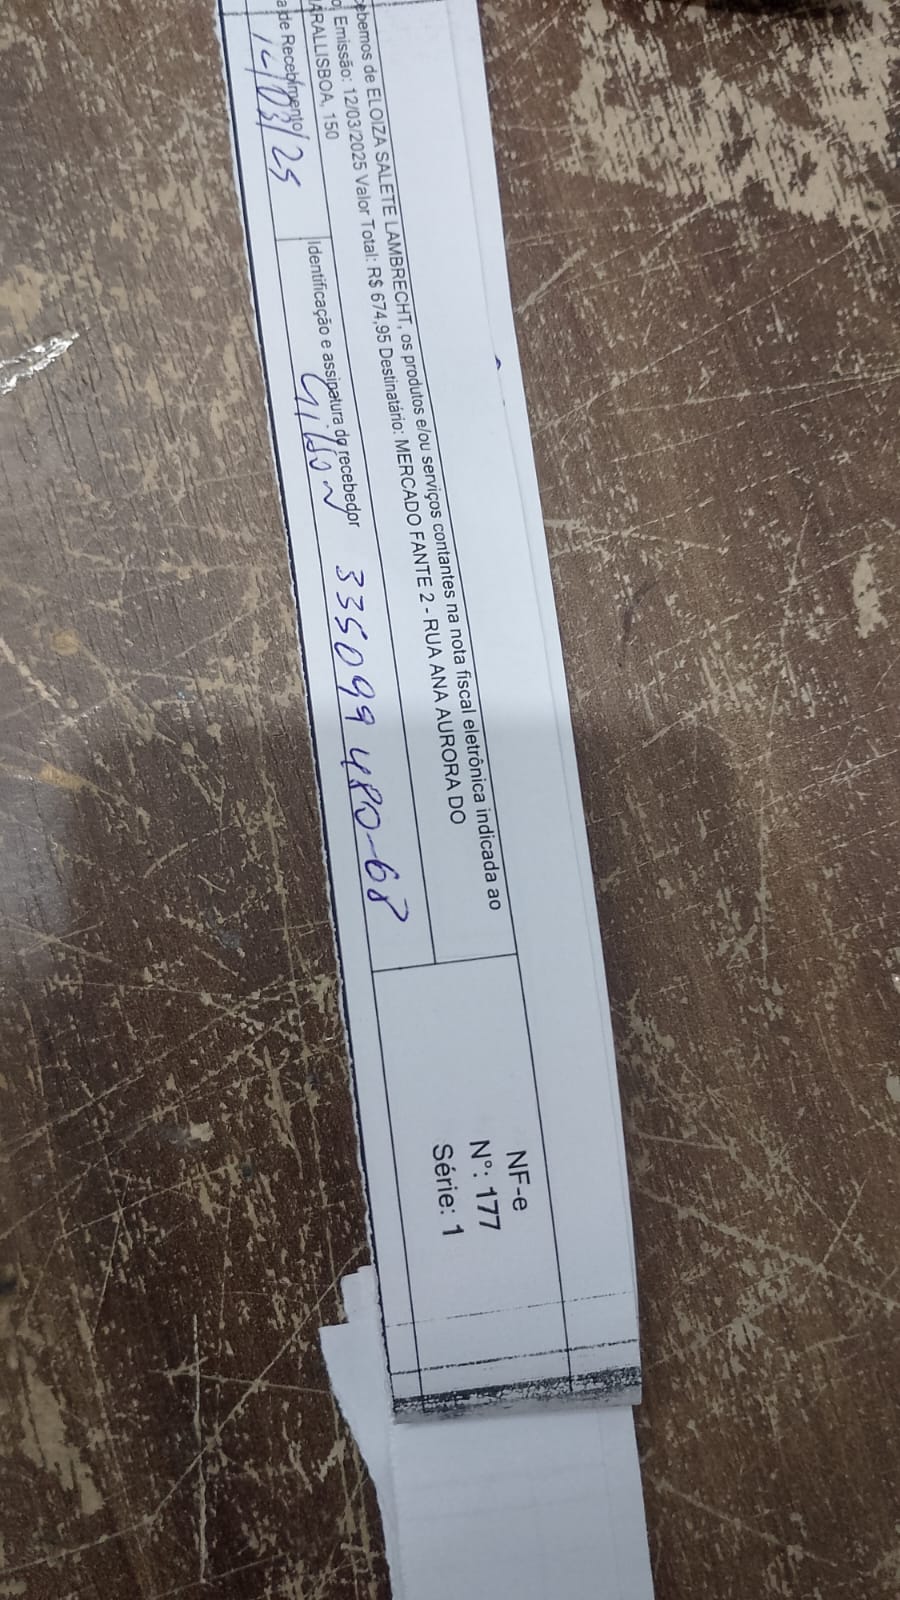 ebemos de ELOIZA SALETE LAMBRECHT, os produtos e/ou serviços contantes na nota fiscal eletrônica indicada ao
o Emissão: 12/03/2025 Valor Total: R$ 674,95 Destinatário: MERCADO FANTE 2 - RUA ANA AURORA DO
ARALLISBOA, 150
a de Recebimento
14/03/25
Identificação e assinatura do recebedor
Gilson 335099480-68
NF-e
Nº: 177
Série: 1